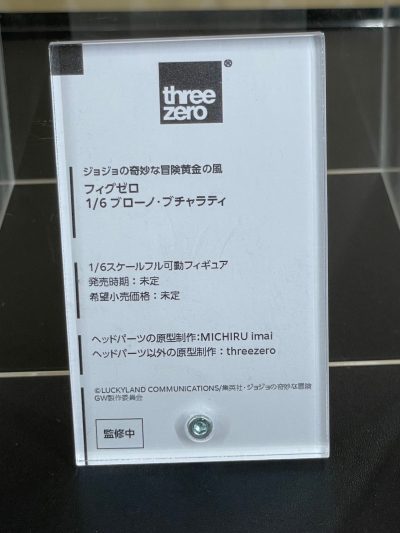 three
zero
®
ジョジョの奇妙な冒険黄金の風
フィグゼロ
1/6 ブローノ・ブチャラティ
1/6スケールフル可動フィギュア
発売時期：未定
希望小売価格：未定
ヘッドパーツの原型制作：MICHIRU imai
ヘッドパーツ以外の原型制作：threezero
©LUCKYLAND COMMUNICATIONS/集英社・ジョジョの奇妙な冒険
GW製作委員会
監修中